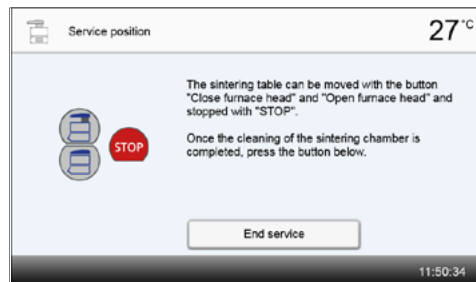 Service position
27°C
The sintering table can be moved with the button
"Close furnace head" and "Open furnace head" and
stopped with "STOP".
Once the cleaning of the sintering chamber is
completed, press the button below.
STOP
End service
11:50:34